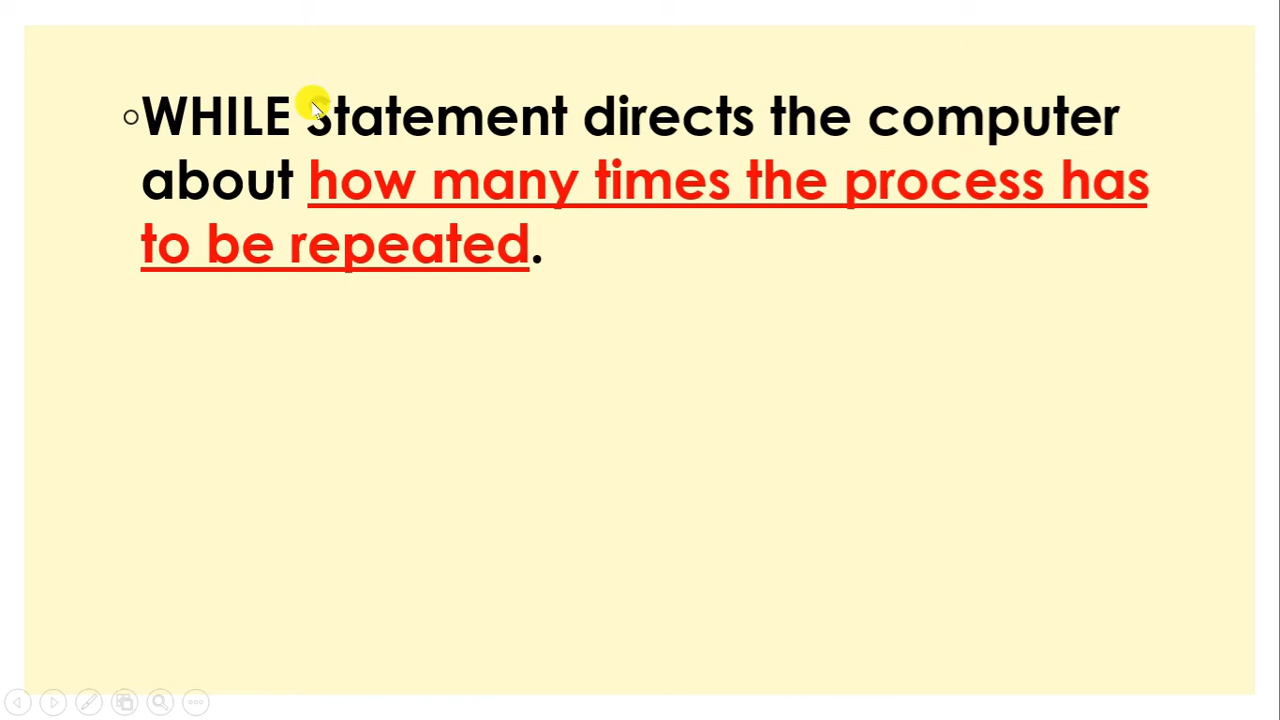 WHILE Statement directs the computer
about how many times the process has
to be repeated.